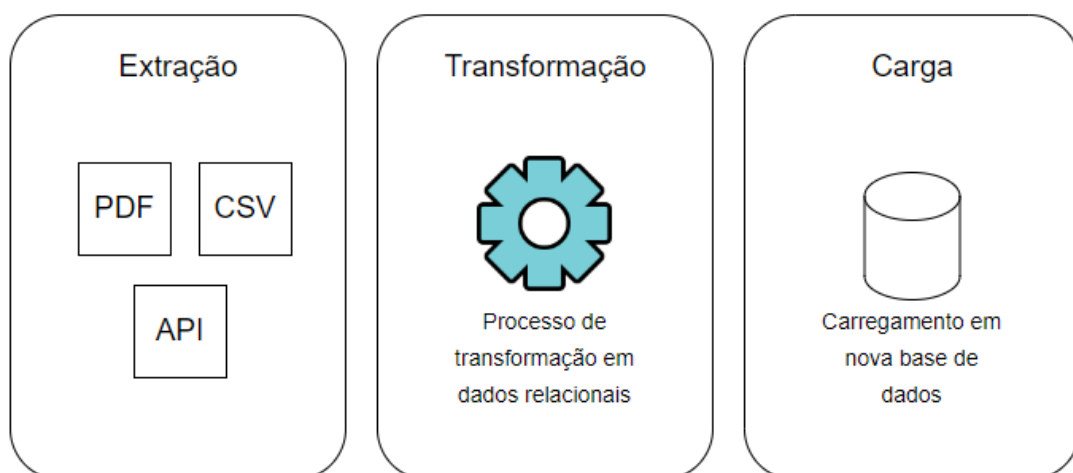 Extração
PDF
CSV
API
Transformação
Processo de
transformação em
dados relacionais
Carga
Carregamento em
nova base de
dados